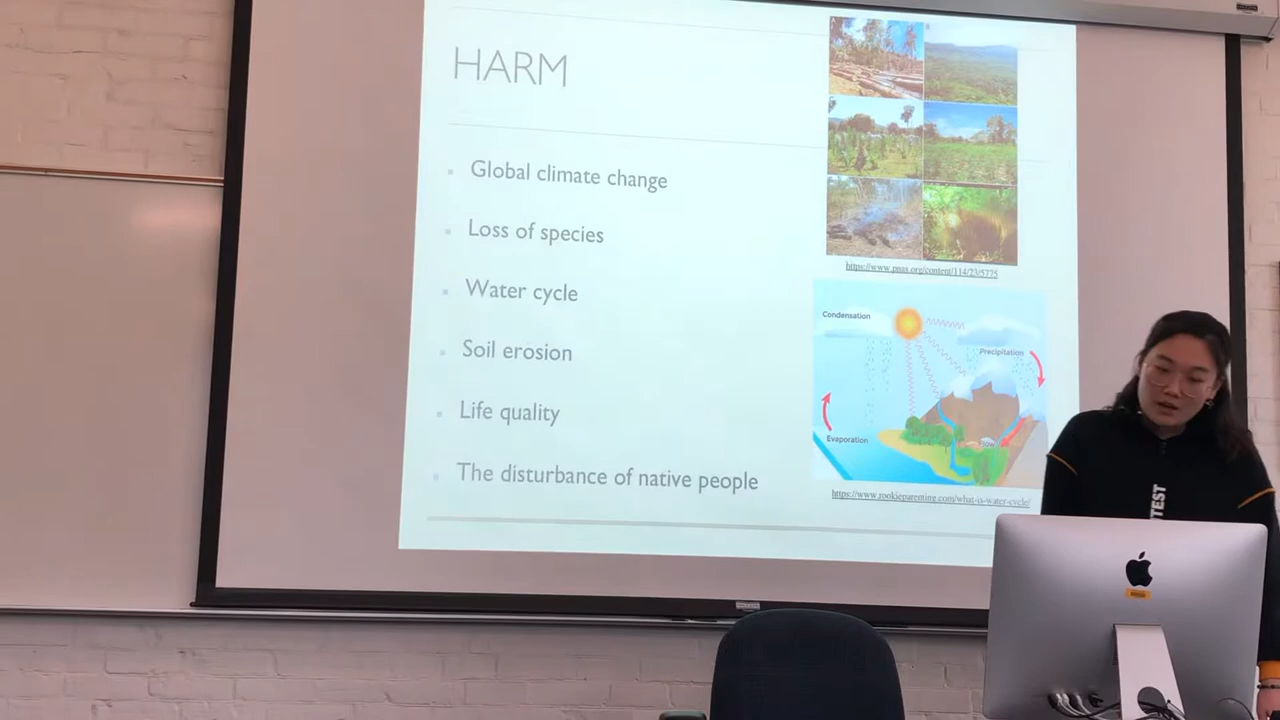 HARM
Global climate change
Loss of species
Water cycle
Soil erosion
Life quality
The disturbance of native people
https://www.pnas.org/content/114/23/5775
Condensation
Precipitation
Evaporation
Flow
https://www.rookieparenting.com/what-is-water-cycle/
TEST